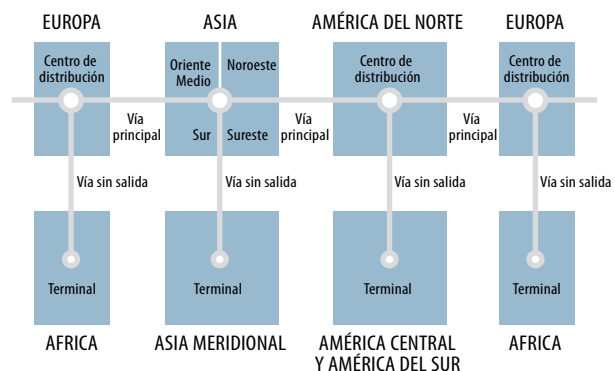 EUROPA
ASIA
AMÉRICA DEL NORTE
EUROPA
Centro de
distribución
Oriente
Medio
Noroeste
Centro de
distribución
Centro de
distribución
Vía
principal
Sur
Sureste
Vía
principal
Vía
principal
Vía sin salida
Vía sin salida
Vía sin salida
Vía sin salida
Terminal
Terminal
Terminal
Terminal
AFRICA
ASIA MERIDIONAL
AMÉRICA CENTRAL
Y AMÉRICA DEL SUR
AFRICA